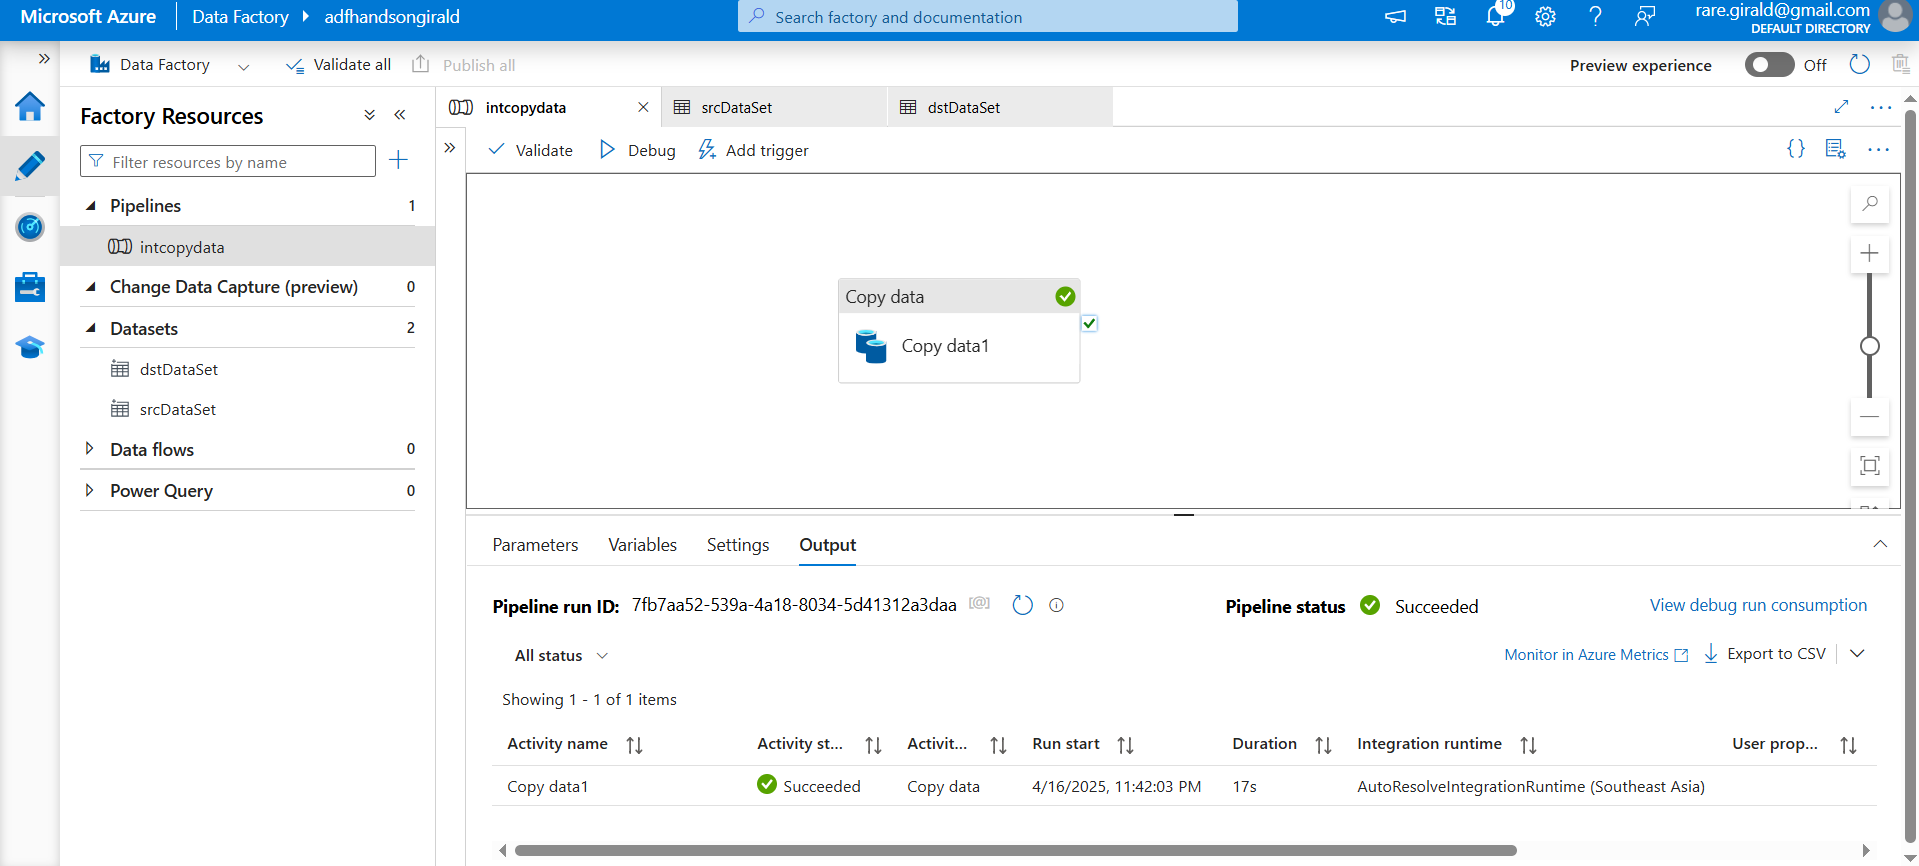 Microsoft Azure Data Factory adfhandsongirald Search factory and documentation 10 rare.girald@gmail.com
DEFAULT DIRECTORY
Data Factory Validate all Publish all Preview experience Off
Factory Resources
Filter resources by name
Pipelines 1
intcopydata
Change Data Capture (preview) 0
Datasets 2
dstDataSet
srcDataSet
Data flows 0
Power Query 0
intcopydata srcDataSet dstDataSet
Validate Debug Add trigger
Copy data
Copy data1
Parameters Variables Settings Output
Pipeline run ID: 7fb7aa52-539a-4a18-8034-5d41312a3daa Pipeline status Succeeded View debug run consumption
All status Monitor in Azure Metrics Export to CSV
Showing 1 - 1 of 1 items
Activity name Activity st... Activit... Run start Duration Integration runtime User prop...
Copy data1 Succeeded Copy data 4/16/2025, 11:42:03 PM 17s AutoResolveIntegrationRuntime (Southeast Asia)